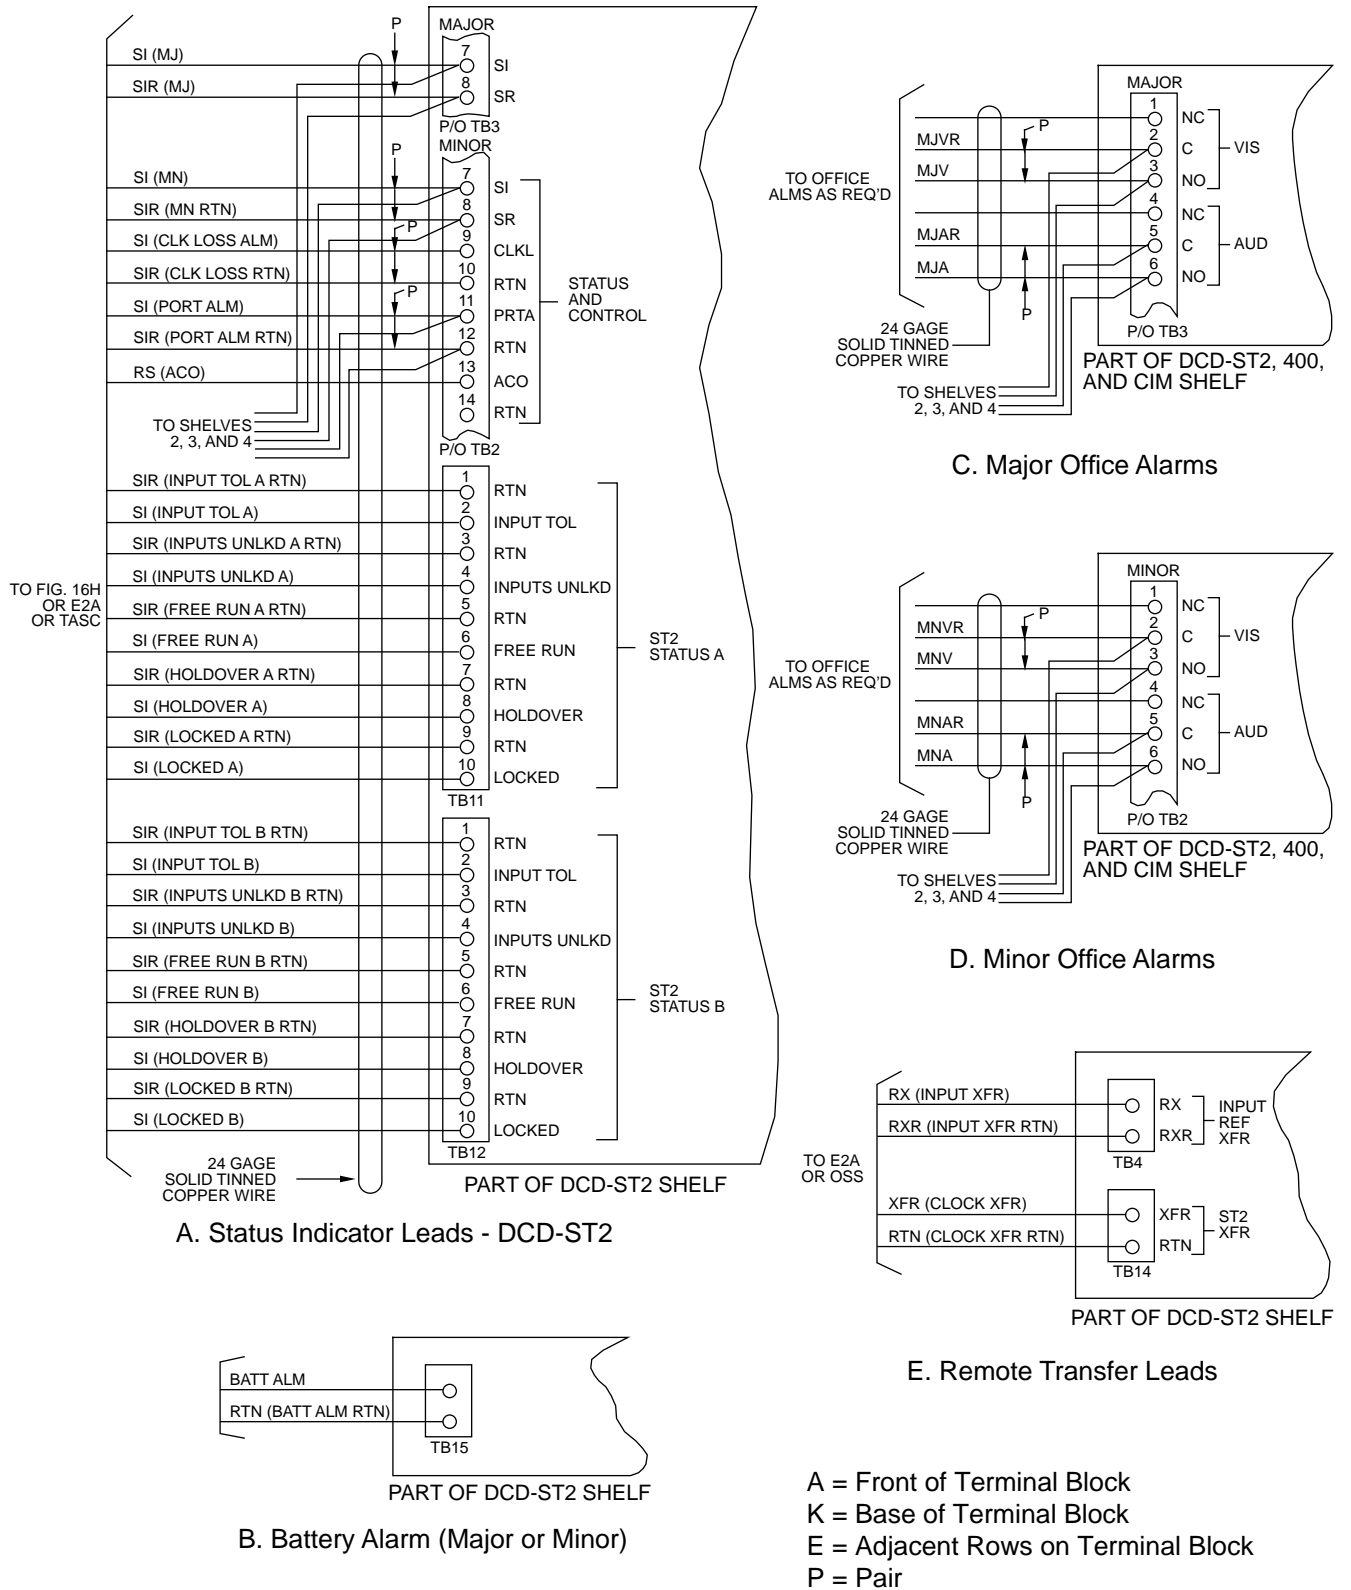 P
MAJOR
SI (MJ)
7
SI
SIR (MJ)
8
SR
P/O TB3
P
MINOR
SI (MN)
7
SI
SIR (MN RTN)
8
SR
P
SI (CLK LOSS ALM)
9
CLKL
SIR (CLK LOSS RTN)
10
RTN
P
SI (PORT ALM)
11
PRTA
SIR (PORT ALM RTN)
12
RTN
RS (ACO)
13
ACO
14
RTN
STATUS
AND
CONTROL
TO SHELVES
2, 3, AND 4
P/O TB2
SIR (INPUT TOL A RTN)
1
RTN
SI (INPUT TOL A)
2
INPUT TOL
SIR (INPUTS UNLKD A RTN)
3
RTN
SI (INPUTS UNLKD A)
4
INPUTS UNLKD
SIR (FREE RUN A RTN)
5
RTN
SI (FREE RUN A)
6
FREE RUN
SIR (HOLDOVER A RTN)
7
RTN
SI (HOLDOVER A)
8
HOLDOVER
SIR (LOCKED A RTN)
9
RTN
SI (LOCKED A)
10
LOCKED
TB11
ST2
STATUS A
TO FIG. 16H
OR E2A
OR TASC
SIR (INPUT TOL B RTN)
1
RTN
SI (INPUT TOL B)
2
INPUT TOL
SIR (INPUTS UNLKD B RTN)
3
RTN
SI (INPUTS UNLKD B)
4
INPUTS UNLKD
SIR (FREE RUN B RTN)
5
RTN
SI (FREE RUN B)
6
FREE RUN
SIR (HOLDOVER B RTN)
7
RTN
SI (HOLDOVER B)
8
HOLDOVER
SIR (LOCKED B RTN)
9
RTN
SI (LOCKED B)
10
LOCKED
TB12
ST2
STATUS B
24 GAGE
SOLID TINNED
COPPER WIRE
PART OF DCD-ST2 SHELF
A. Status Indicator Leads - DCD-ST2
BATT ALM
RTN (BATT ALM RTN)
TB15
PART OF DCD-ST2 SHELF
B. Battery Alarm (Major or Minor)
MAJOR
1
NC
P
MJVR
2
C
VIS
MJV
3
NO
TO OFFICE
ALMS AS REQ'D
4
NC
MJAR
5
C
AUD
MJA
6
NO
P
P/O TB3
24 GAGE
SOLID TINNED
COPPER WIRE
PART OF DCD-ST2, 400,
AND CIM SHELF
TO SHELVES
2, 3, AND 4
C. Major Office Alarms
MINOR
1
NC
P
MNVR
2
C
VIS
MNV
3
NO
TO OFFICE
ALMS AS REQ'D
4
NC
MNAR
5
C
AUD
MNA
6
NO
P
P/O TB2
24 GAGE
SOLID TINNED
COPPER WIRE
PART OF DCD-ST2, 400,
AND CIM SHELF
TO SHELVES
2, 3, AND 4
D. Minor Office Alarms
RX (INPUT XFR)
RX
RXR (INPUT XFR RTN)
RXR
INPUT
REF
XFR
TB4
TO E2A
OR OSS
XFR (CLOCK XFR)
XFR
RTN (CLOCK XFR RTN)
RTN
ST2
XFR
TB14
PART OF DCD-ST2 SHELF
E. Remote Transfer Leads
A = Front of Terminal Block
K = Base of Terminal Block
E = Adjacent Rows on Terminal Block
P = Pair